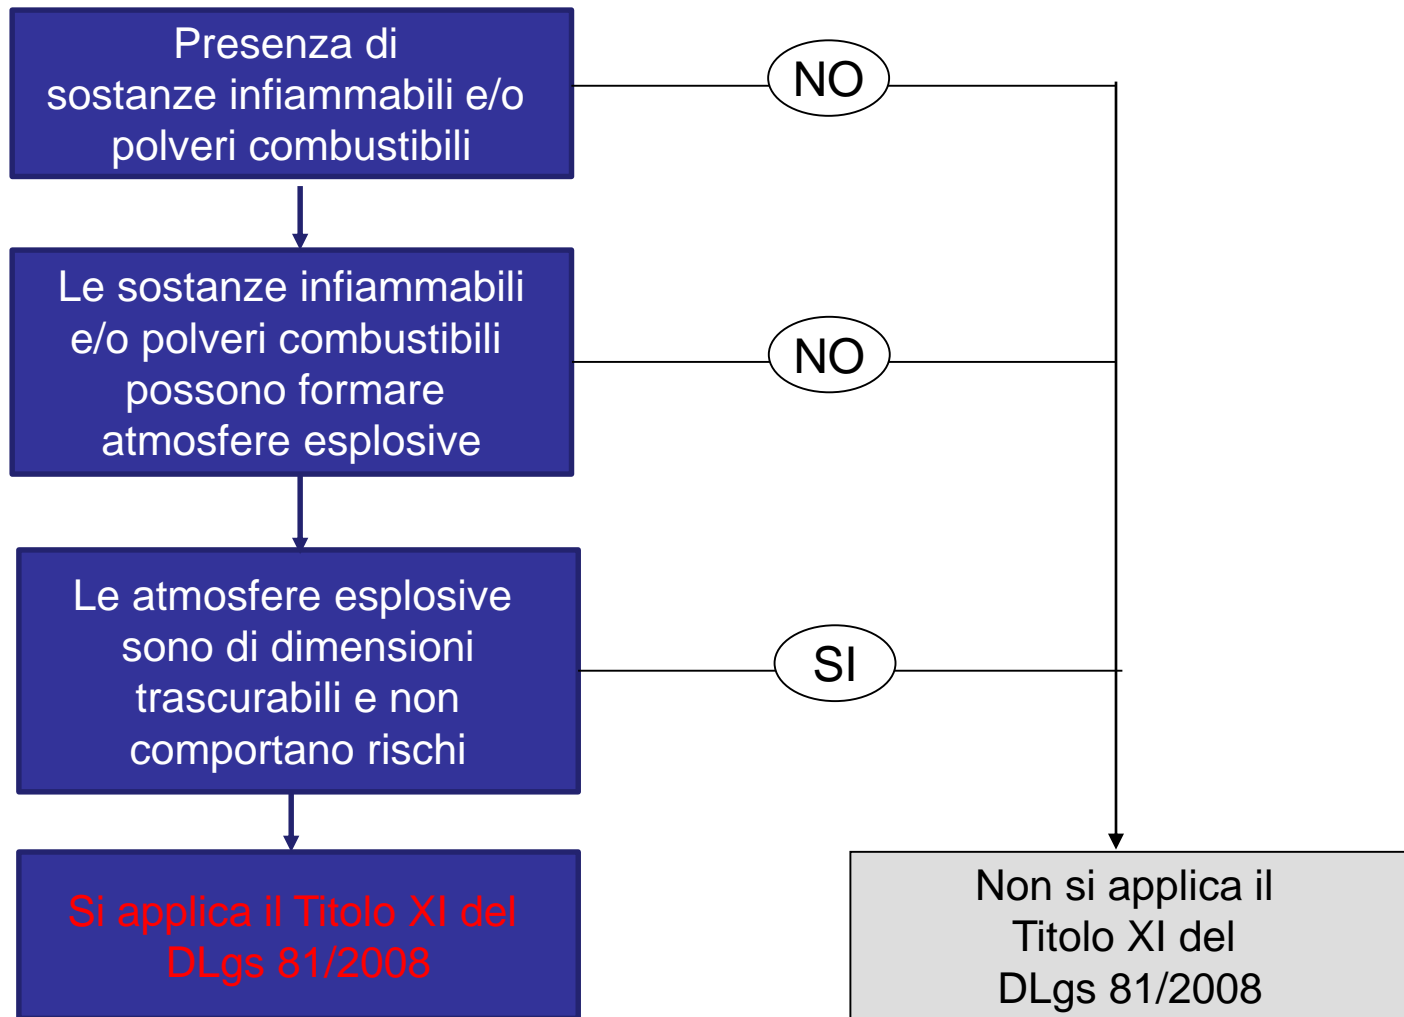 Presenza di
sostanze infiammabili e/o
polveri combustibili
NO
Le sostanze infiammabili
e/o polveri combustibili
possono formare
atmosfere esplosive
NO
Le atmosfere esplosive
sono di dimensioni
trascurabili e non
comportano rischi
SI
Si applica il Titolo XI del
DLgs 81/2008
Non si applica il
Titolo XI del
DLgs 81/2008